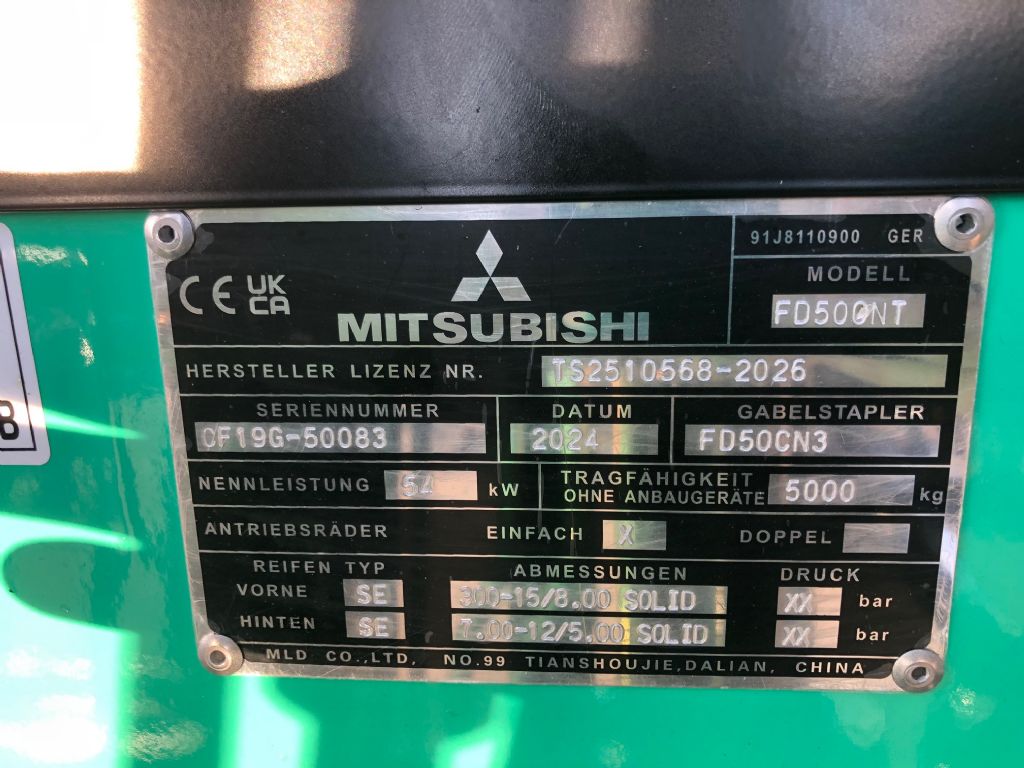 91J8110900 GER
CE UK CA
MODELL
FD50CNT
MITSUBISHI
HERSTELLER LIZENZ NR. TS2510568-2026
SERIENNUMMER DATUM GABELSTAPLER
CF19G-50083 2024 FD50CN3
NENNLEISTUNG 54 kW TRAGFÄHIGKEIT OHNE ANBAUGERÄTE 5000 kg
ANTRIEBSRÄDER EINFACH X DOPPEL
REIFEN TYP ABMESSUNGEN DRUCK
VORNE SE 300-15/8.00 SOLID XX bar
HINTEN SE 7.00-12/5.00 SOLID XX bar
MLD CO.,LTD, NO.99 TIANSHOUJIE,DALIAN, CHINA